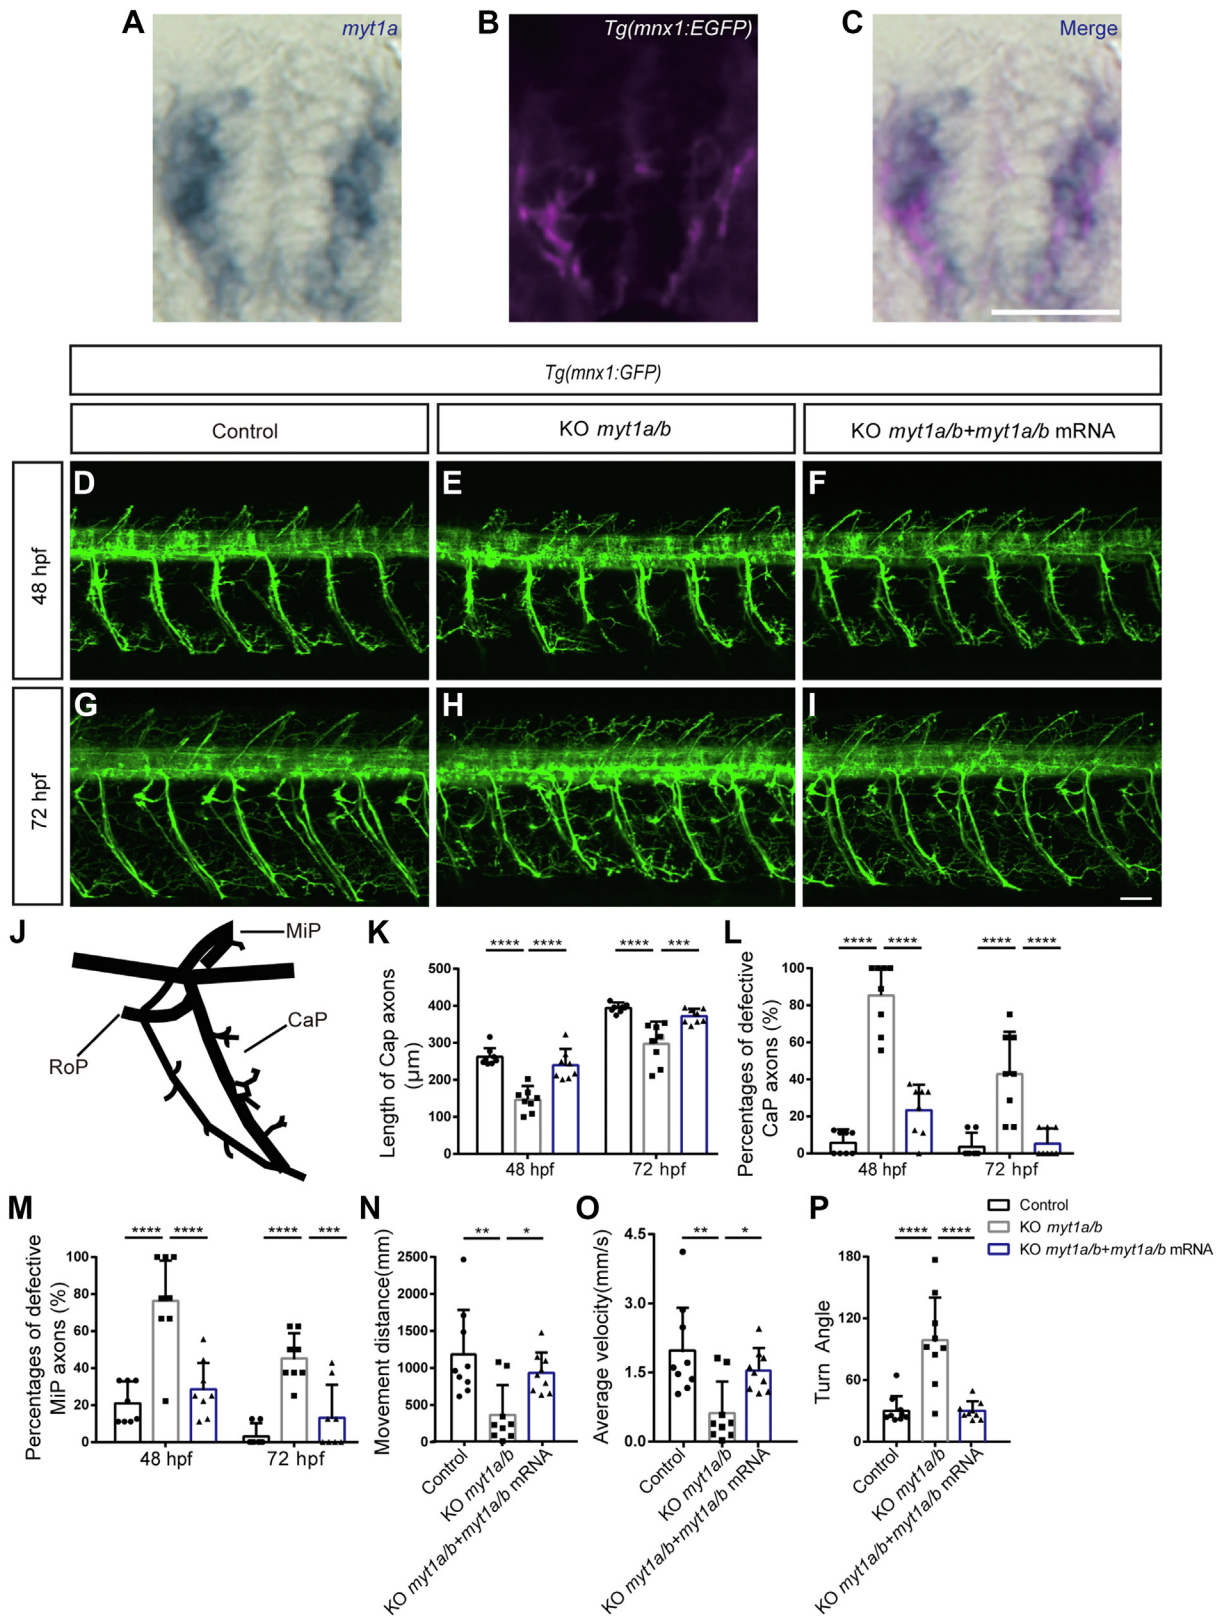 A
myt1a
B
Tg(mnx1:EGFP)
C
Merge
Tg(mnx1:GFP)
Control
KO myt1a/b
KO myt1a/b+myt1a/b mRNA
48 hpf
D
E
F
72 hpf
G
H
I
J
MiP
RoP
CaP
K
Length of Cap axons
(μm)
500
400
300
200
100
0
**** **** **** ***
48 hpf
72 hpf
L
Percentages of defective
CaP axons (%)
100
80
60
40
20
0
**** **** **** ****
48 hpf
72 hpf
M
Percentages of defective
MiP axons (%)
100
80
60
40
20
0
**** **** **** ***
48 hpf
72 hpf
N
Movement distance(mm)
2500
2000
1500
1000
500
0
** *
Control
KO myt1a/b
KO myt1a/b+myt1a/b mRNA
O
Average velocity(mm/s)
4.5
3.0
1.5
0.0
** *
Control
KO myt1a/b
KO myt1a/b+myt1a/b mRNA
P
Turn Angle
180
120
60
0
**** ****
Control
KO myt1a/b
KO myt1a/b+myt1a/b mRNA
Control
KO myt1a/b
KO myt1a/b+myt1a/b mRNA